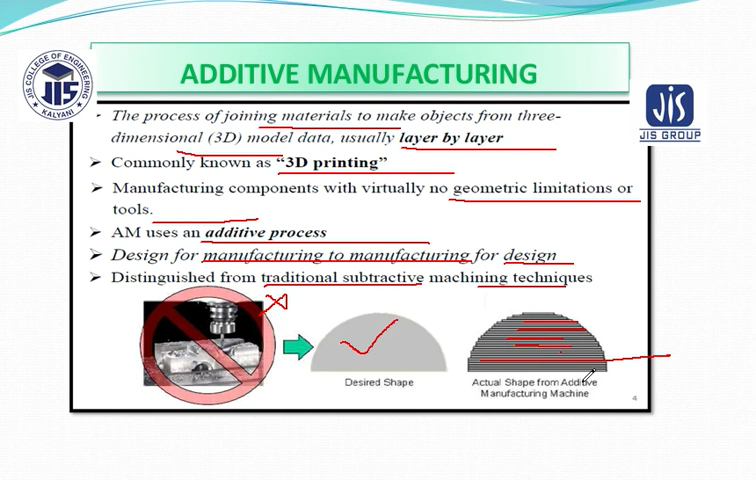 ADDITIVE MANUFACTURING
JIS COLLEGE OF ENGINEERING
JIS
KALYANI
JIS
JIS GROUP
The process of joining materials to make objects from three-
dimensional (3D) model data, usually layer by layer
Commonly known as “3D printing”
Manufacturing components with virtually no geometric limitations or
tools.
AM uses an additive process
Design for manufacturing to manufacturing for design
Distinguished from traditional subtractive machining techniques
Desired Shape
Actual Shape from Additive
Manufacturing Machine
4